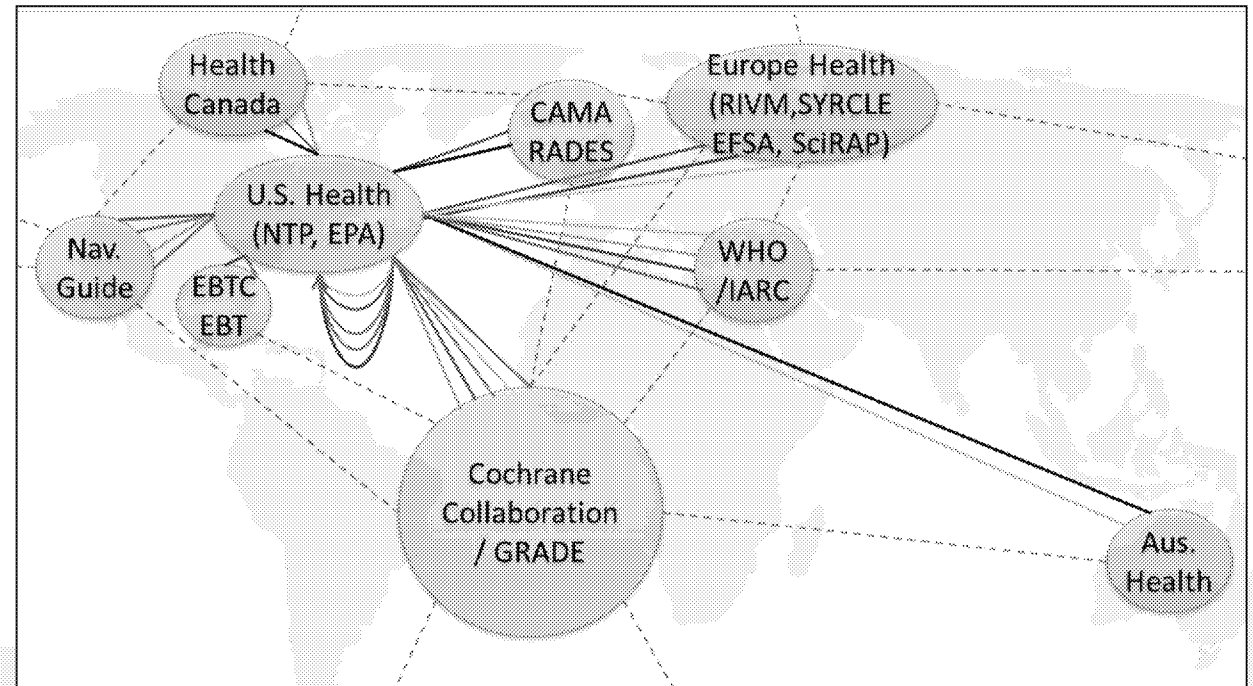 Health
Canada
CAMA
RADES
Europe Health
(RIVM,SYRCLE
EFSA, SciRAP)
U.S. Health
(NTP, EPA)
Nav.
Guide
EBTC
EBT
WHO
/IARC
Cochrane
Collaboration
/ GRADE
Aus.
Health